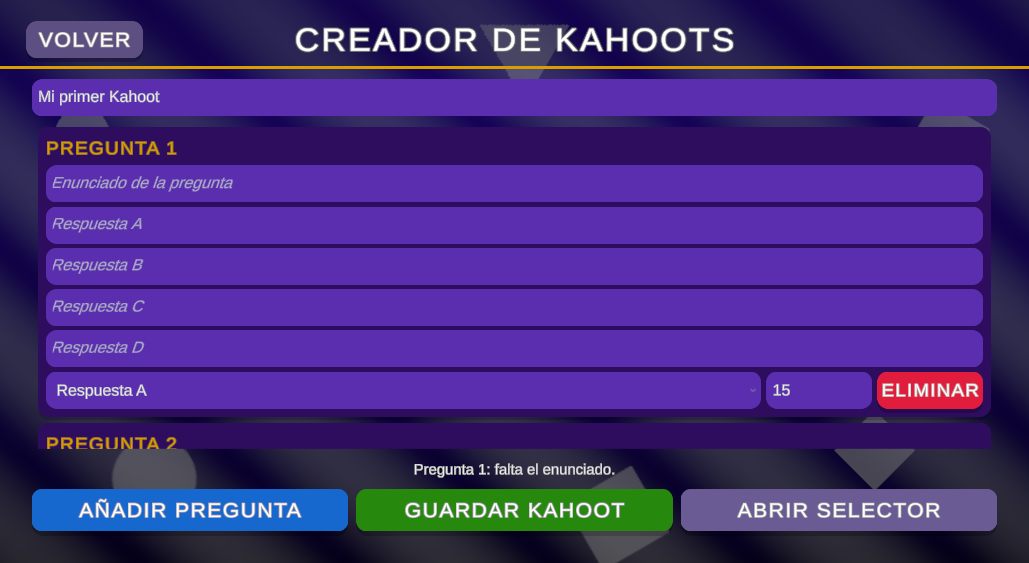 VOLVER
CREADOR DE KAHOOTS
Mi primer Kahoot
PREGUNTA 1
Enunciado de la pregunta
Respuesta A
Respuesta B
Respuesta C
Respuesta D
Respuesta A 15 ELIMINAR
PREGUNTA 2
Pregunta 1: falta el enunciado.
AÑADIR PREGUNTA GUARDAR KAHOOT ABRIR SELECTOR